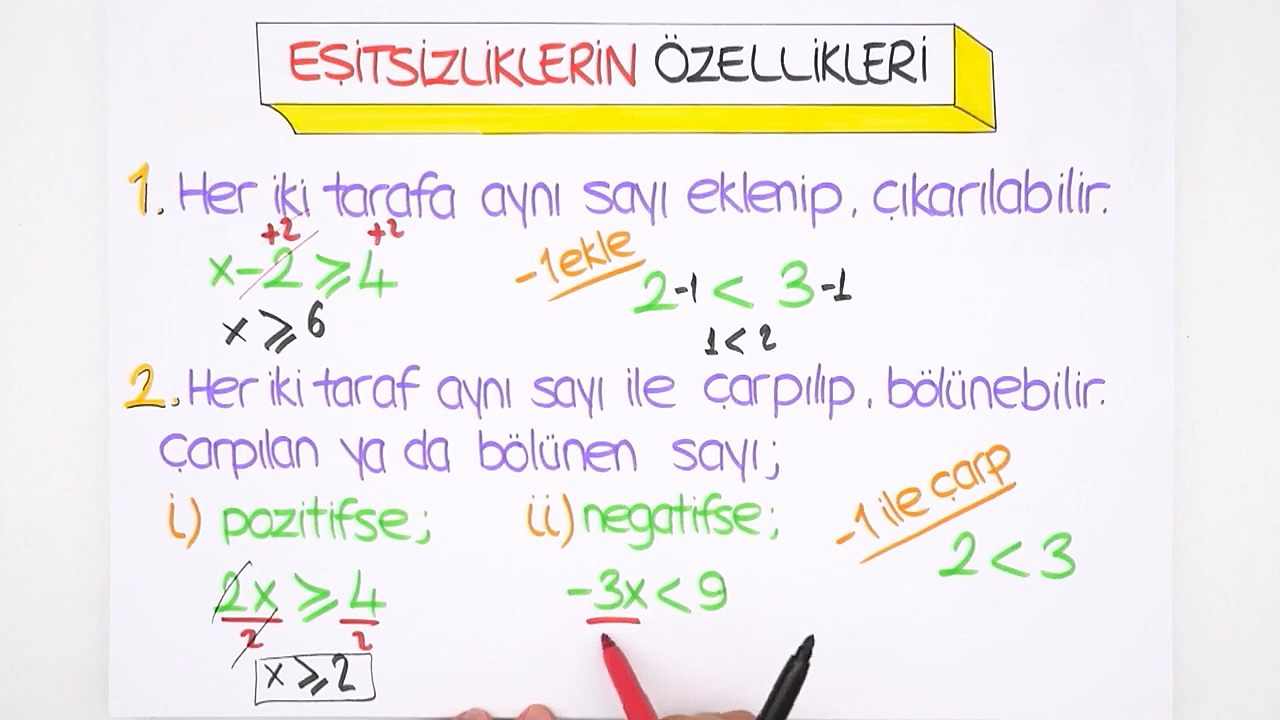 EŞİTSİZLİKLERİN ÖZELLİKLERİ
1. Her iki tarafa aynı sayı eklenip, çıkarılabilir.
+2 +2
x-2 ≥ 4
x ≥ 6
-1 ekle
2-1 < 3-1
1 < 2
2. Her iki taraf aynı sayı ile çarpılıp, bölünebilir.
Çarpılan ya da bölünen sayı;
i) pozitifse;
2x ≥ 4
2 2
x ≥ 2
ii) negatifse;
-3x < 9
-1 ile çarp
2 < 3